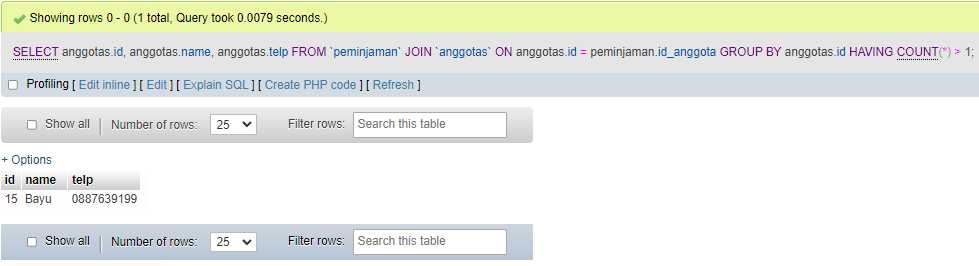 Showing rows 0 - 0 (1 total, Query took 0.0079 seconds.)
SELECT anggotas.id, anggotas.name, anggotas.telp FROM `peminjaman` JOIN `anggotas` ON anggotas.id = peminjaman.id_anggota GROUP BY anggotas.id HAVING COUNT(*) > 1;
Profiling [ Edit inline ] [ Edit ] [ Explain SQL ] [ Create PHP code ] [ Refresh ]
Show all | Number of rows: 25 Filter rows: Search this table
+ Options
id name telp
15 Bayu 0887639199
Show all | Number of rows: 25 Filter rows: Search this table